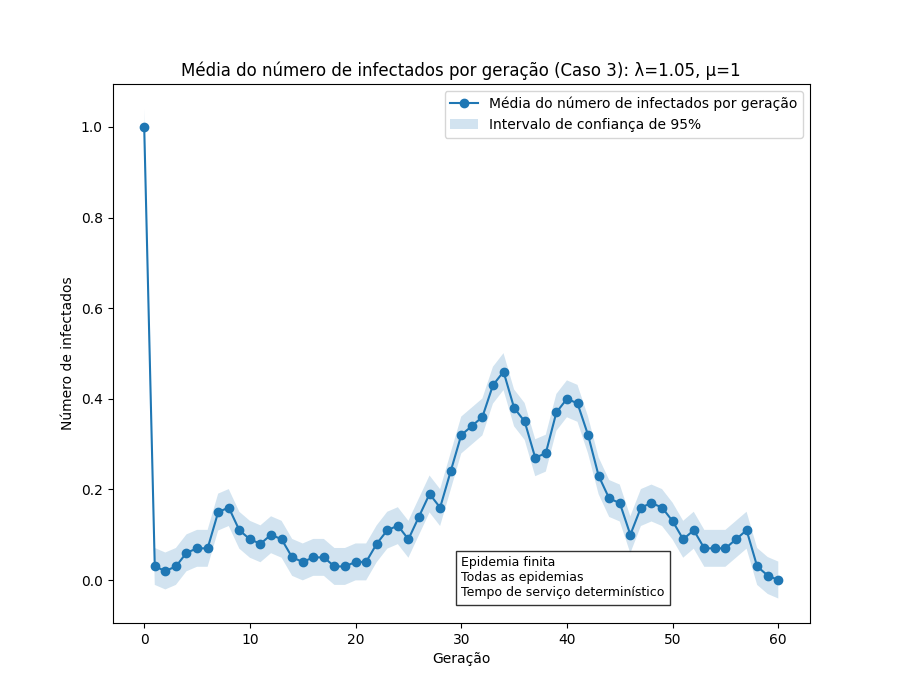 Média do número de infectados por geração (Caso 3): λ=1.05, μ=1
Média do número de infectados por geração
Intervalo de confiança de 95%
1.0
0.8
0.6
0.4
0.2
0.0
Número de infectados
Epidemia finita
Todas as epidemias
Tempo de serviço determinístico
0 10 20 30 40 50 60
Geração